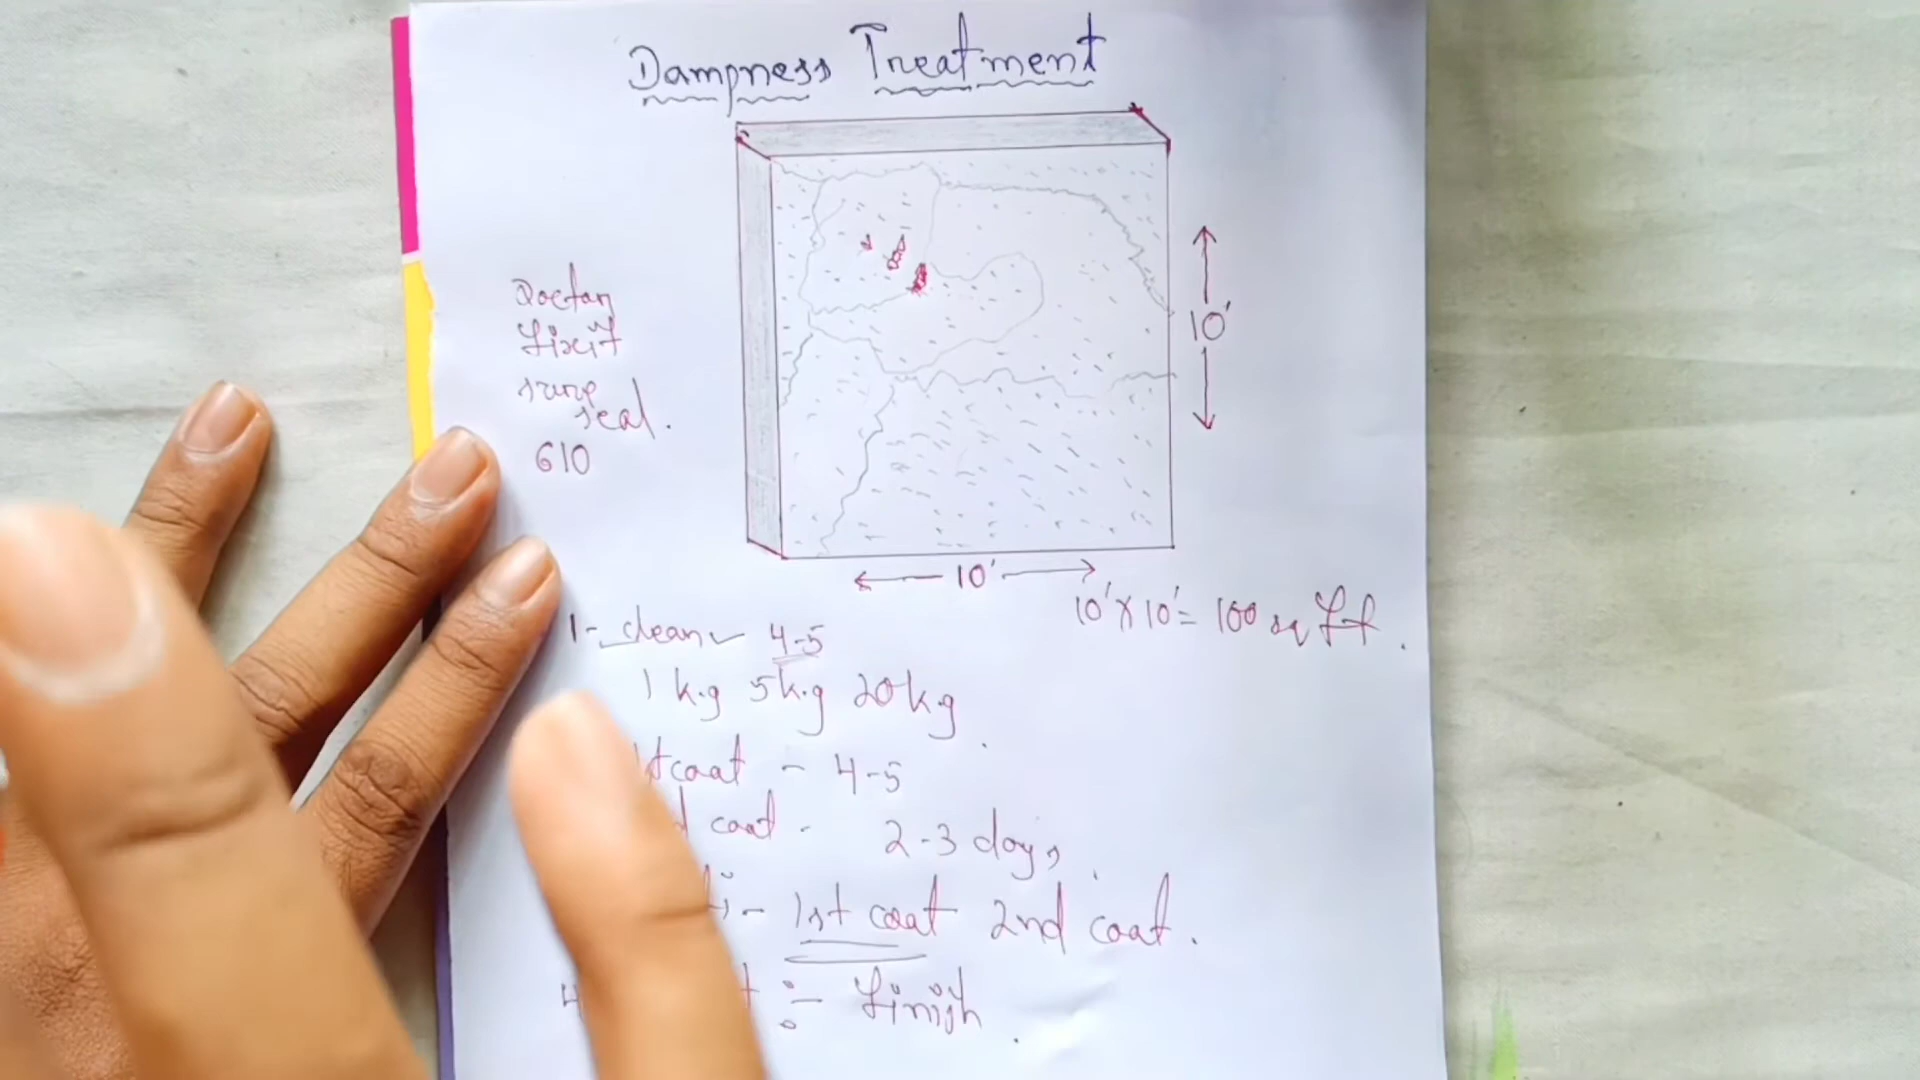 Dampness Treatment
Doctor
fixit
sure
seal.
610
10'
10'
10' x 10' = 100 sq ft.
1- clean 4-5
1 kg 5 kg 20 kg.
coat - 4-5
coat - 2-3 days
:- 1st coat 2nd coat.
4
:- finish.